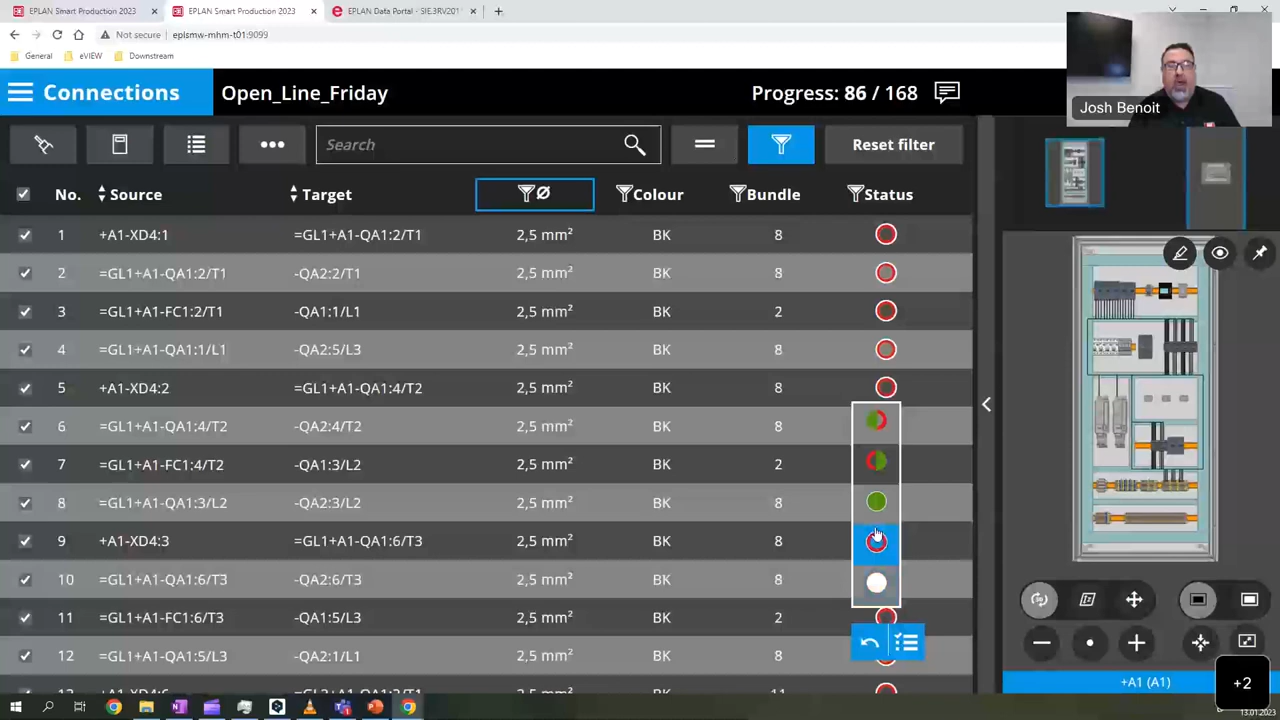 EPLAN Smart Production 2023
EPLAN Smart Production 2023
EPLAN Data Portal - SIE.3RV201
Not secure | eplsmw-mhm-t01:9099
General eVIEW Downstream
Josh Benoit
Connections Open_Line_Friday Progress: 86 / 168
Search Reset filter
No. Source Target Ø Colour Bundle Status
1 +A1-XD4:1 =GL1+A1-QA1:2/T1 2,5 mm² BK 8
2 =GL1+A1-QA1:2/T1 -QA2:2/T1 2,5 mm² BK 8
3 =GL1+A1-FC1:2/T1 -QA1:1/L1 2,5 mm² BK 2
4 =GL1+A1-QA1:1/L1 -QA2:5/L3 2,5 mm² BK 8
5 +A1-XD4:2 =GL1+A1-QA1:4/T2 2,5 mm² BK 8
6 =GL1+A1-QA1:4/T2 -QA2:4/T2 2,5 mm² BK 8
7 =GL1+A1-FC1:4/T2 -QA1:3/L2 2,5 mm² BK 2
8 =GL1+A1-QA1:3/L2 -QA2:3/L2 2,5 mm² BK 8
9 +A1-XD4:3 =GL1+A1-QA1:6/T3 2,5 mm² BK 8
10 =GL1+A1-QA1:6/T3 -QA2:6/T3 2,5 mm² BK 8
11 =GL1+A1-FC1:6/T3 -QA1:5/L3 2,5 mm² BK 2
12 =GL1+A1-QA1:5/L3 -QA2:1/L1 2,5 mm² BK 8
+A1 (A1)
+2
13.01.2023